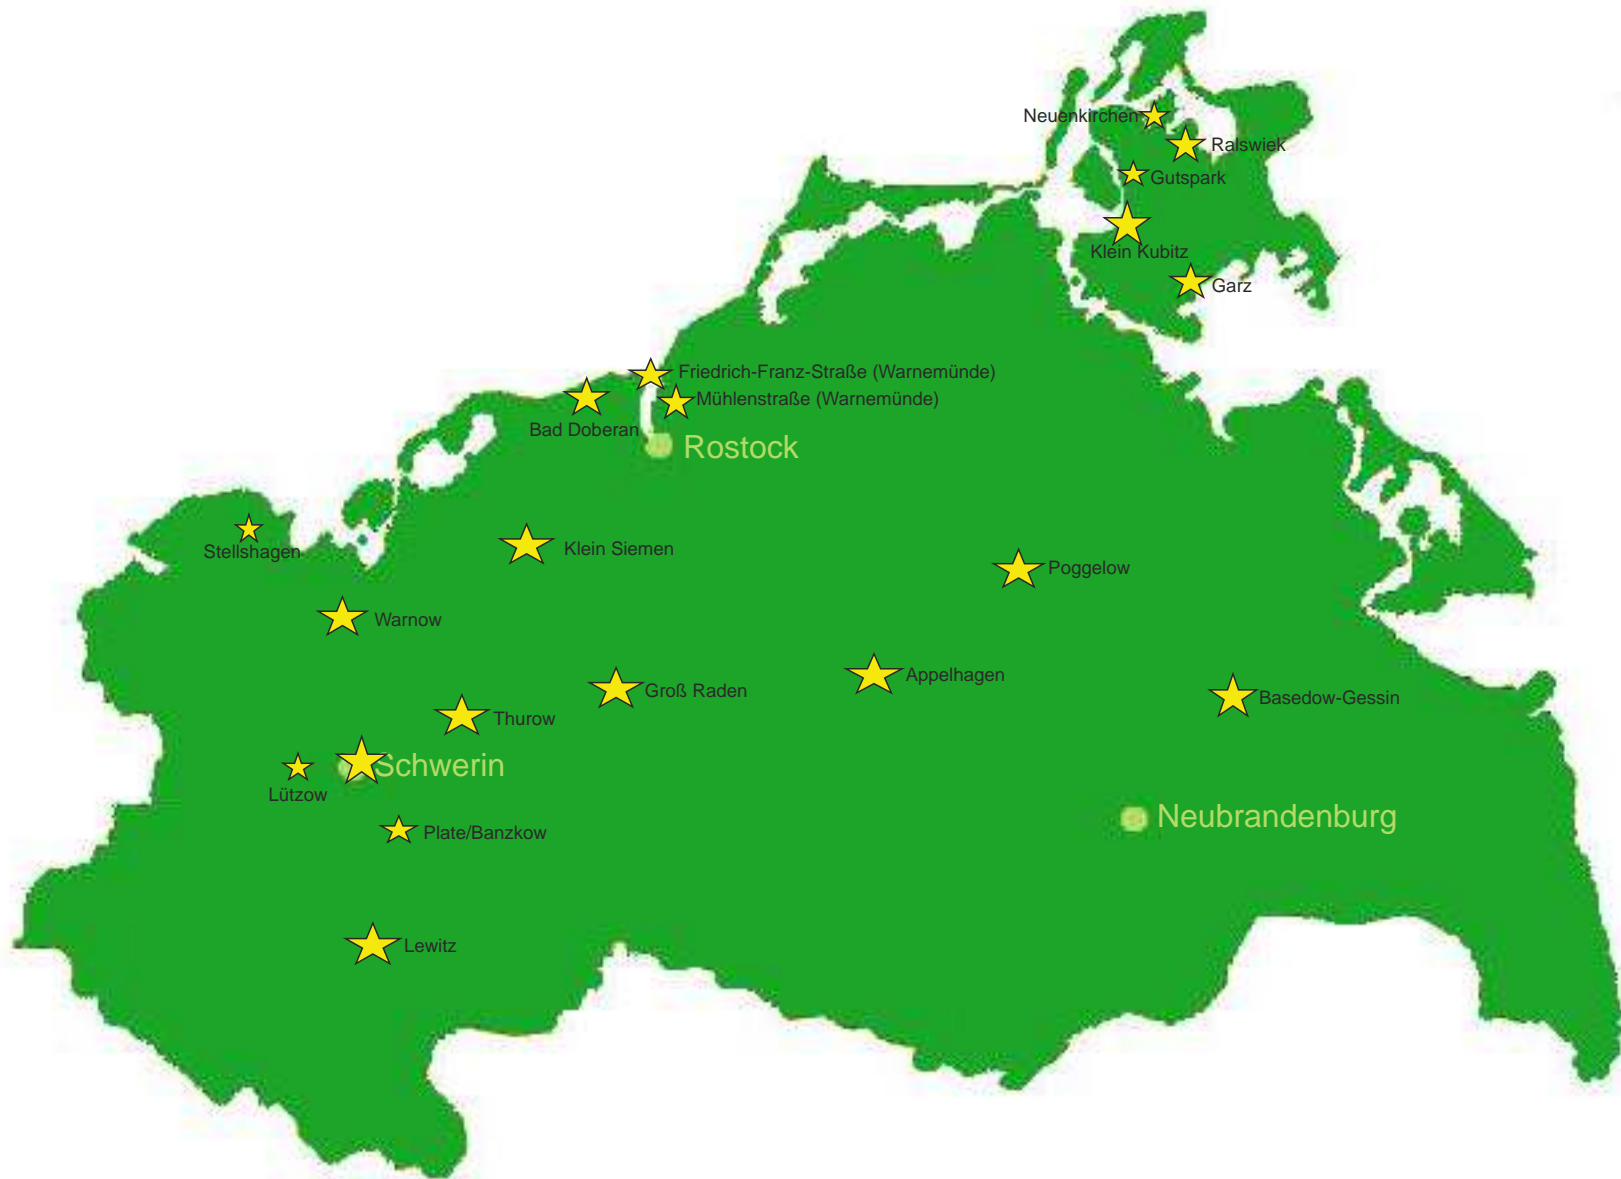 Neuenkirchen
Ralswiek
Gutspark
Klein Kubitz
Garz
Friedrich-Franz-Straße (Warnemünde)
Mühlenstraße (Warnemünde)
Bad Doberan
Rostock
Stellshagen
Klein Siemen
Poggelow
Warnow
Appelhagen
Groß Raden
Basedow-Gessin
Thurow
Schwerin
Lützow
Neubrandenburg
Plate/Banzkow
Lewitz